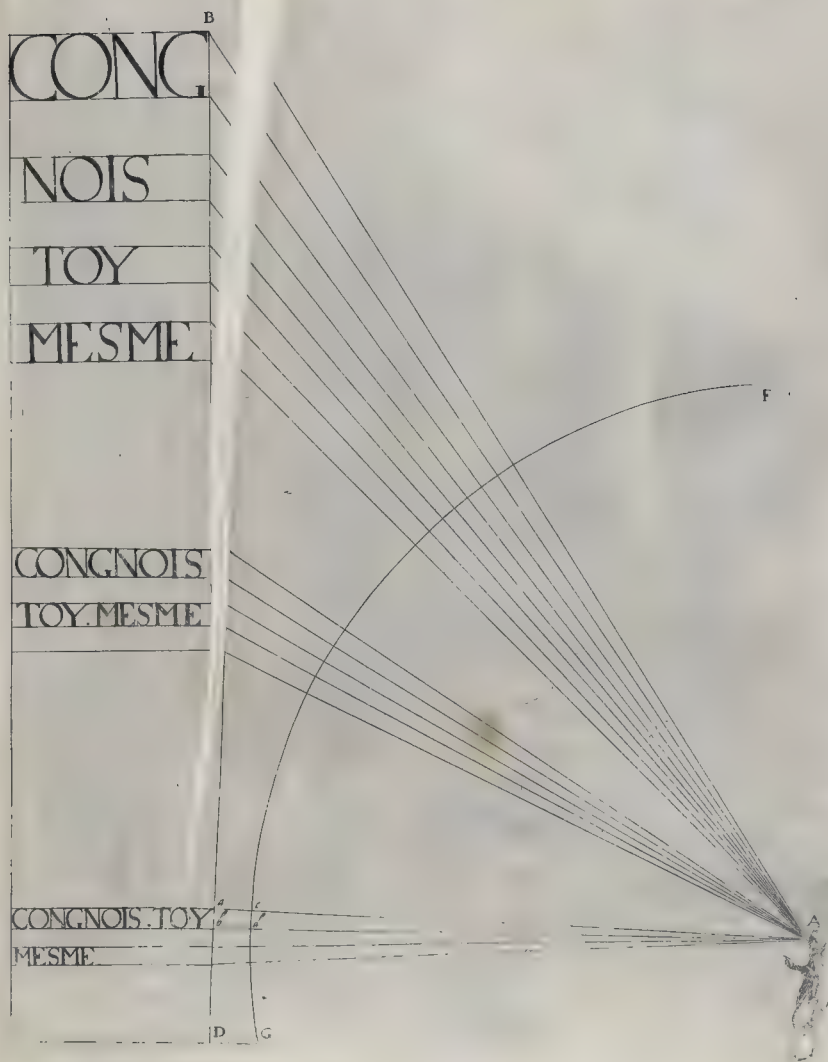 B
CONG
NOIS
TOY
MESME
F
CONGNOIS
TOY.MESME
a c
CONGNOIS.TOY
b d
A
MESME
D G